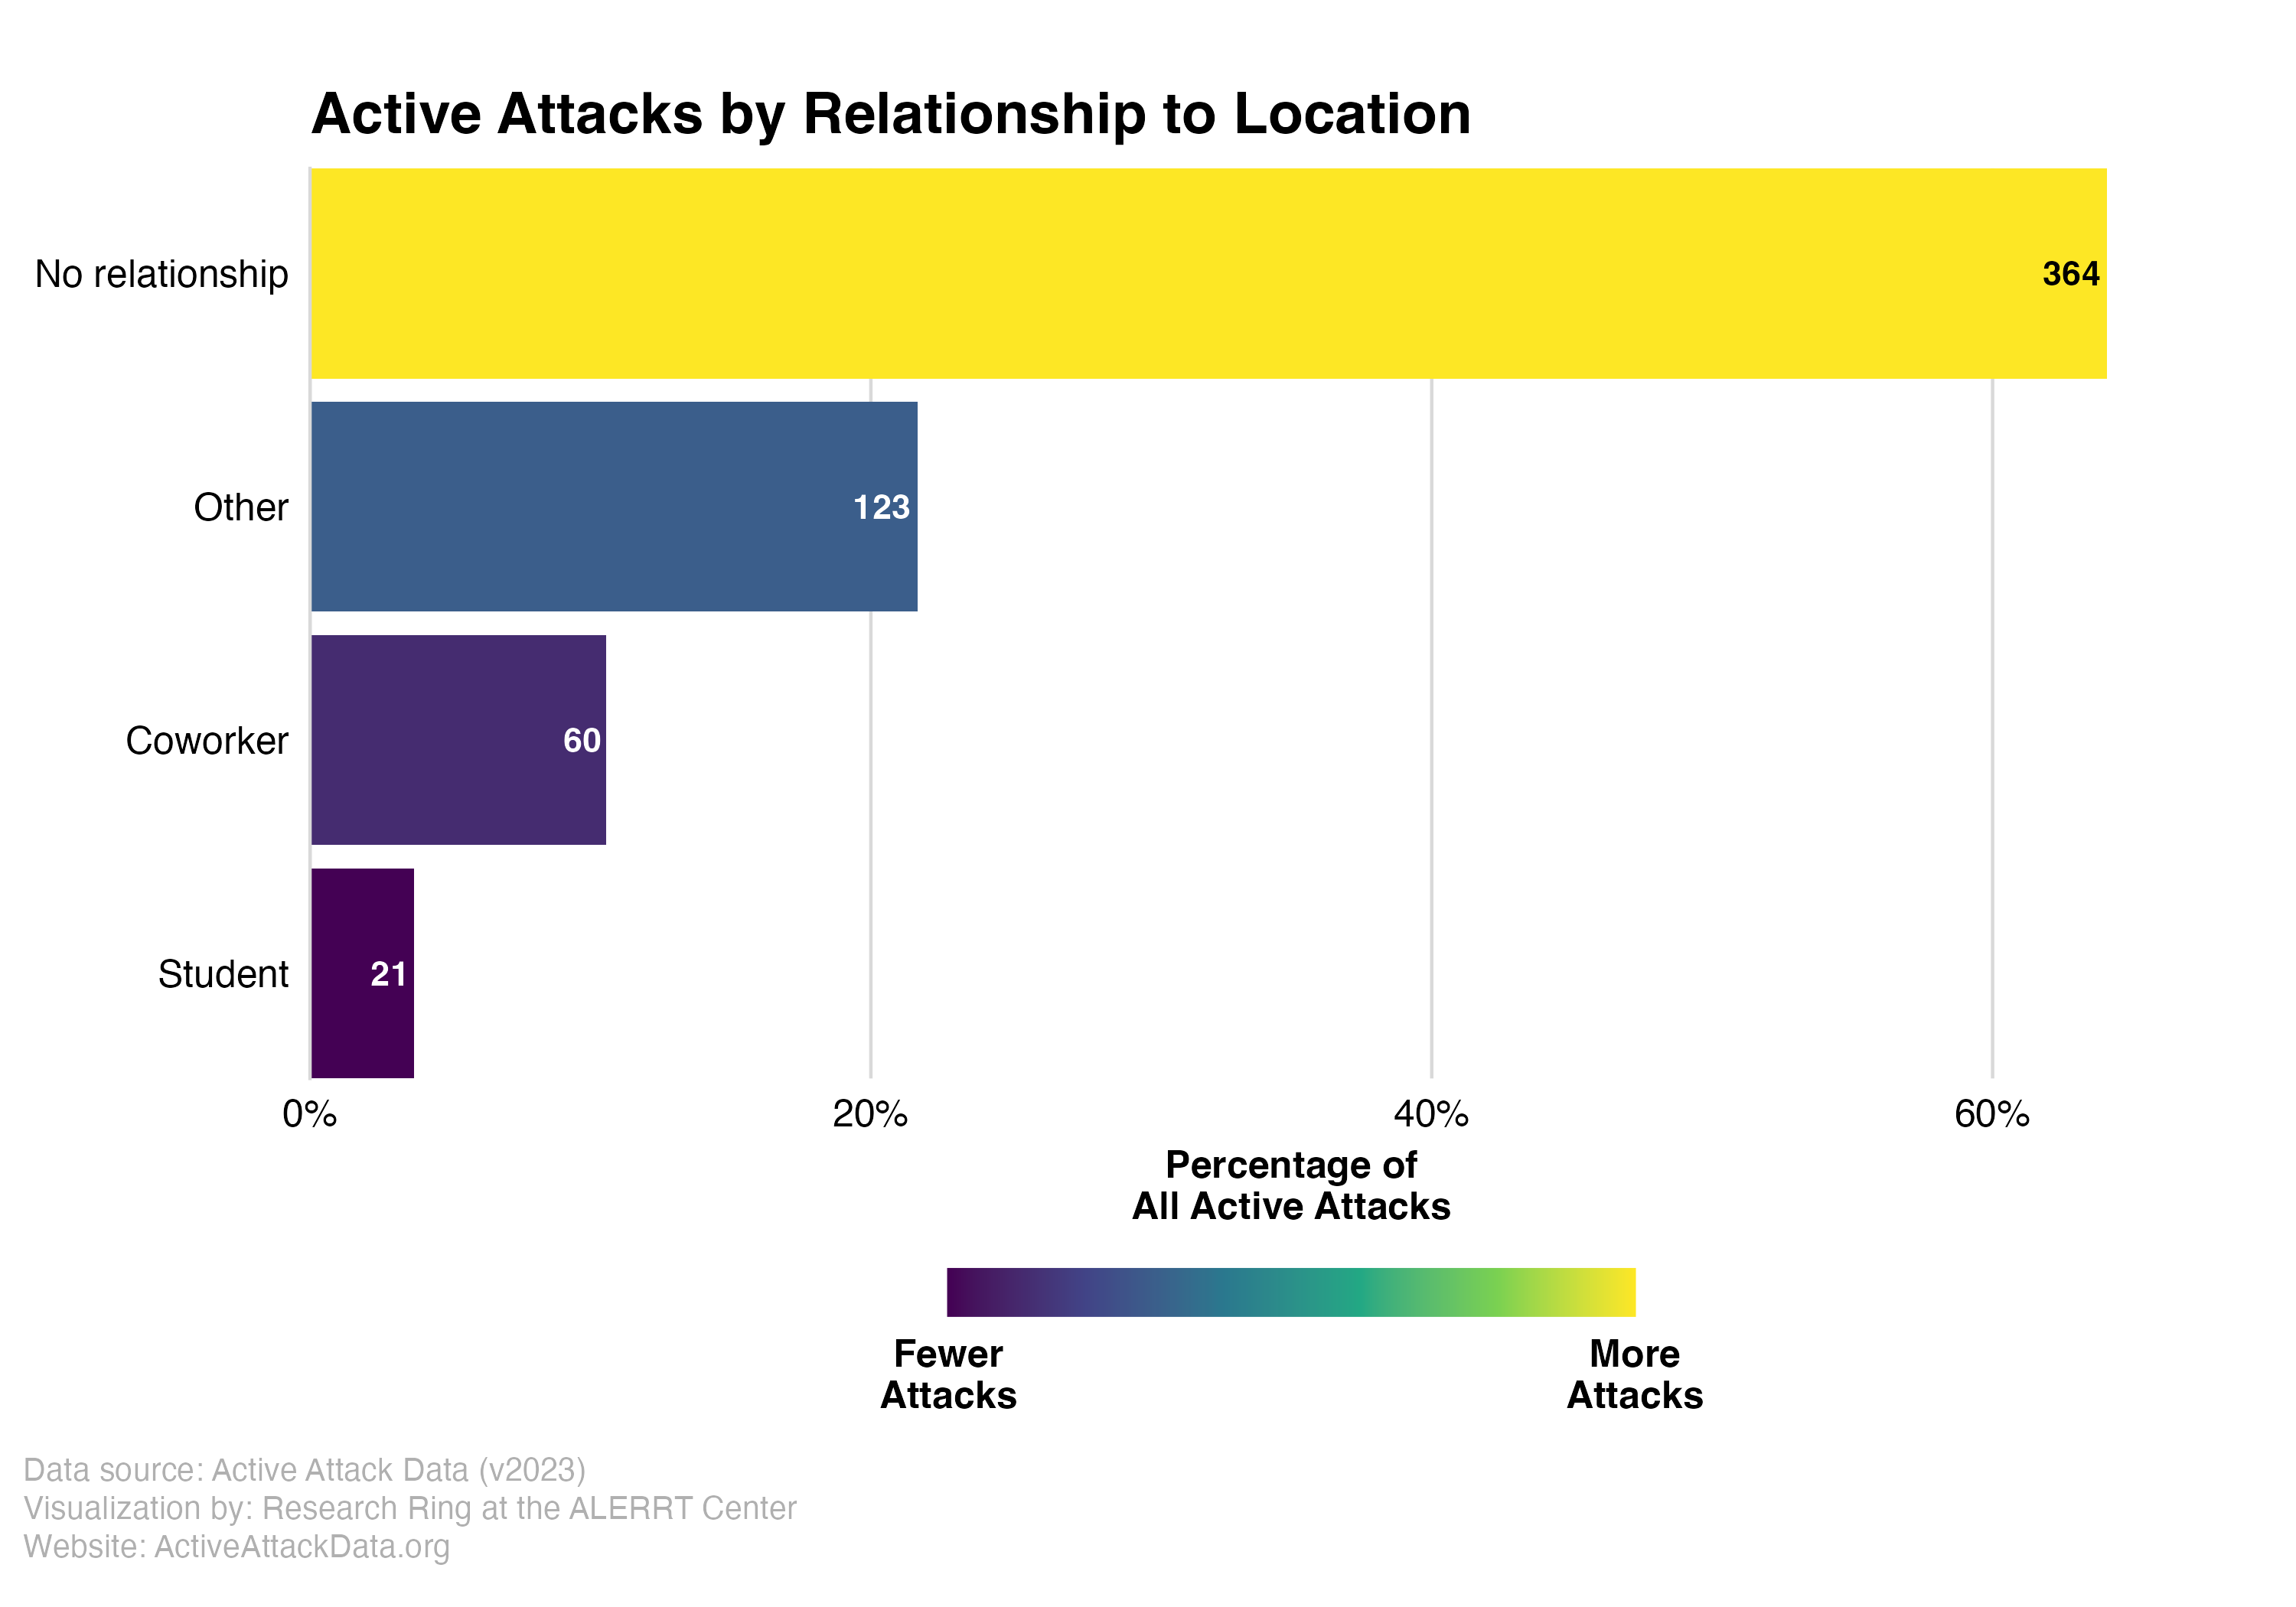 Active Attacks by Relationship to Location
No relationship
364
Other
123
Coworker
60
Student
21
0%
20%
40%
60%
Percentage of
All Active Attacks
Fewer
Attacks
More
Attacks
Data source: Active Attack Data (v2023)
Visualization by: Research Ring at the ALERRT Center
Website: ActiveAttackData.org